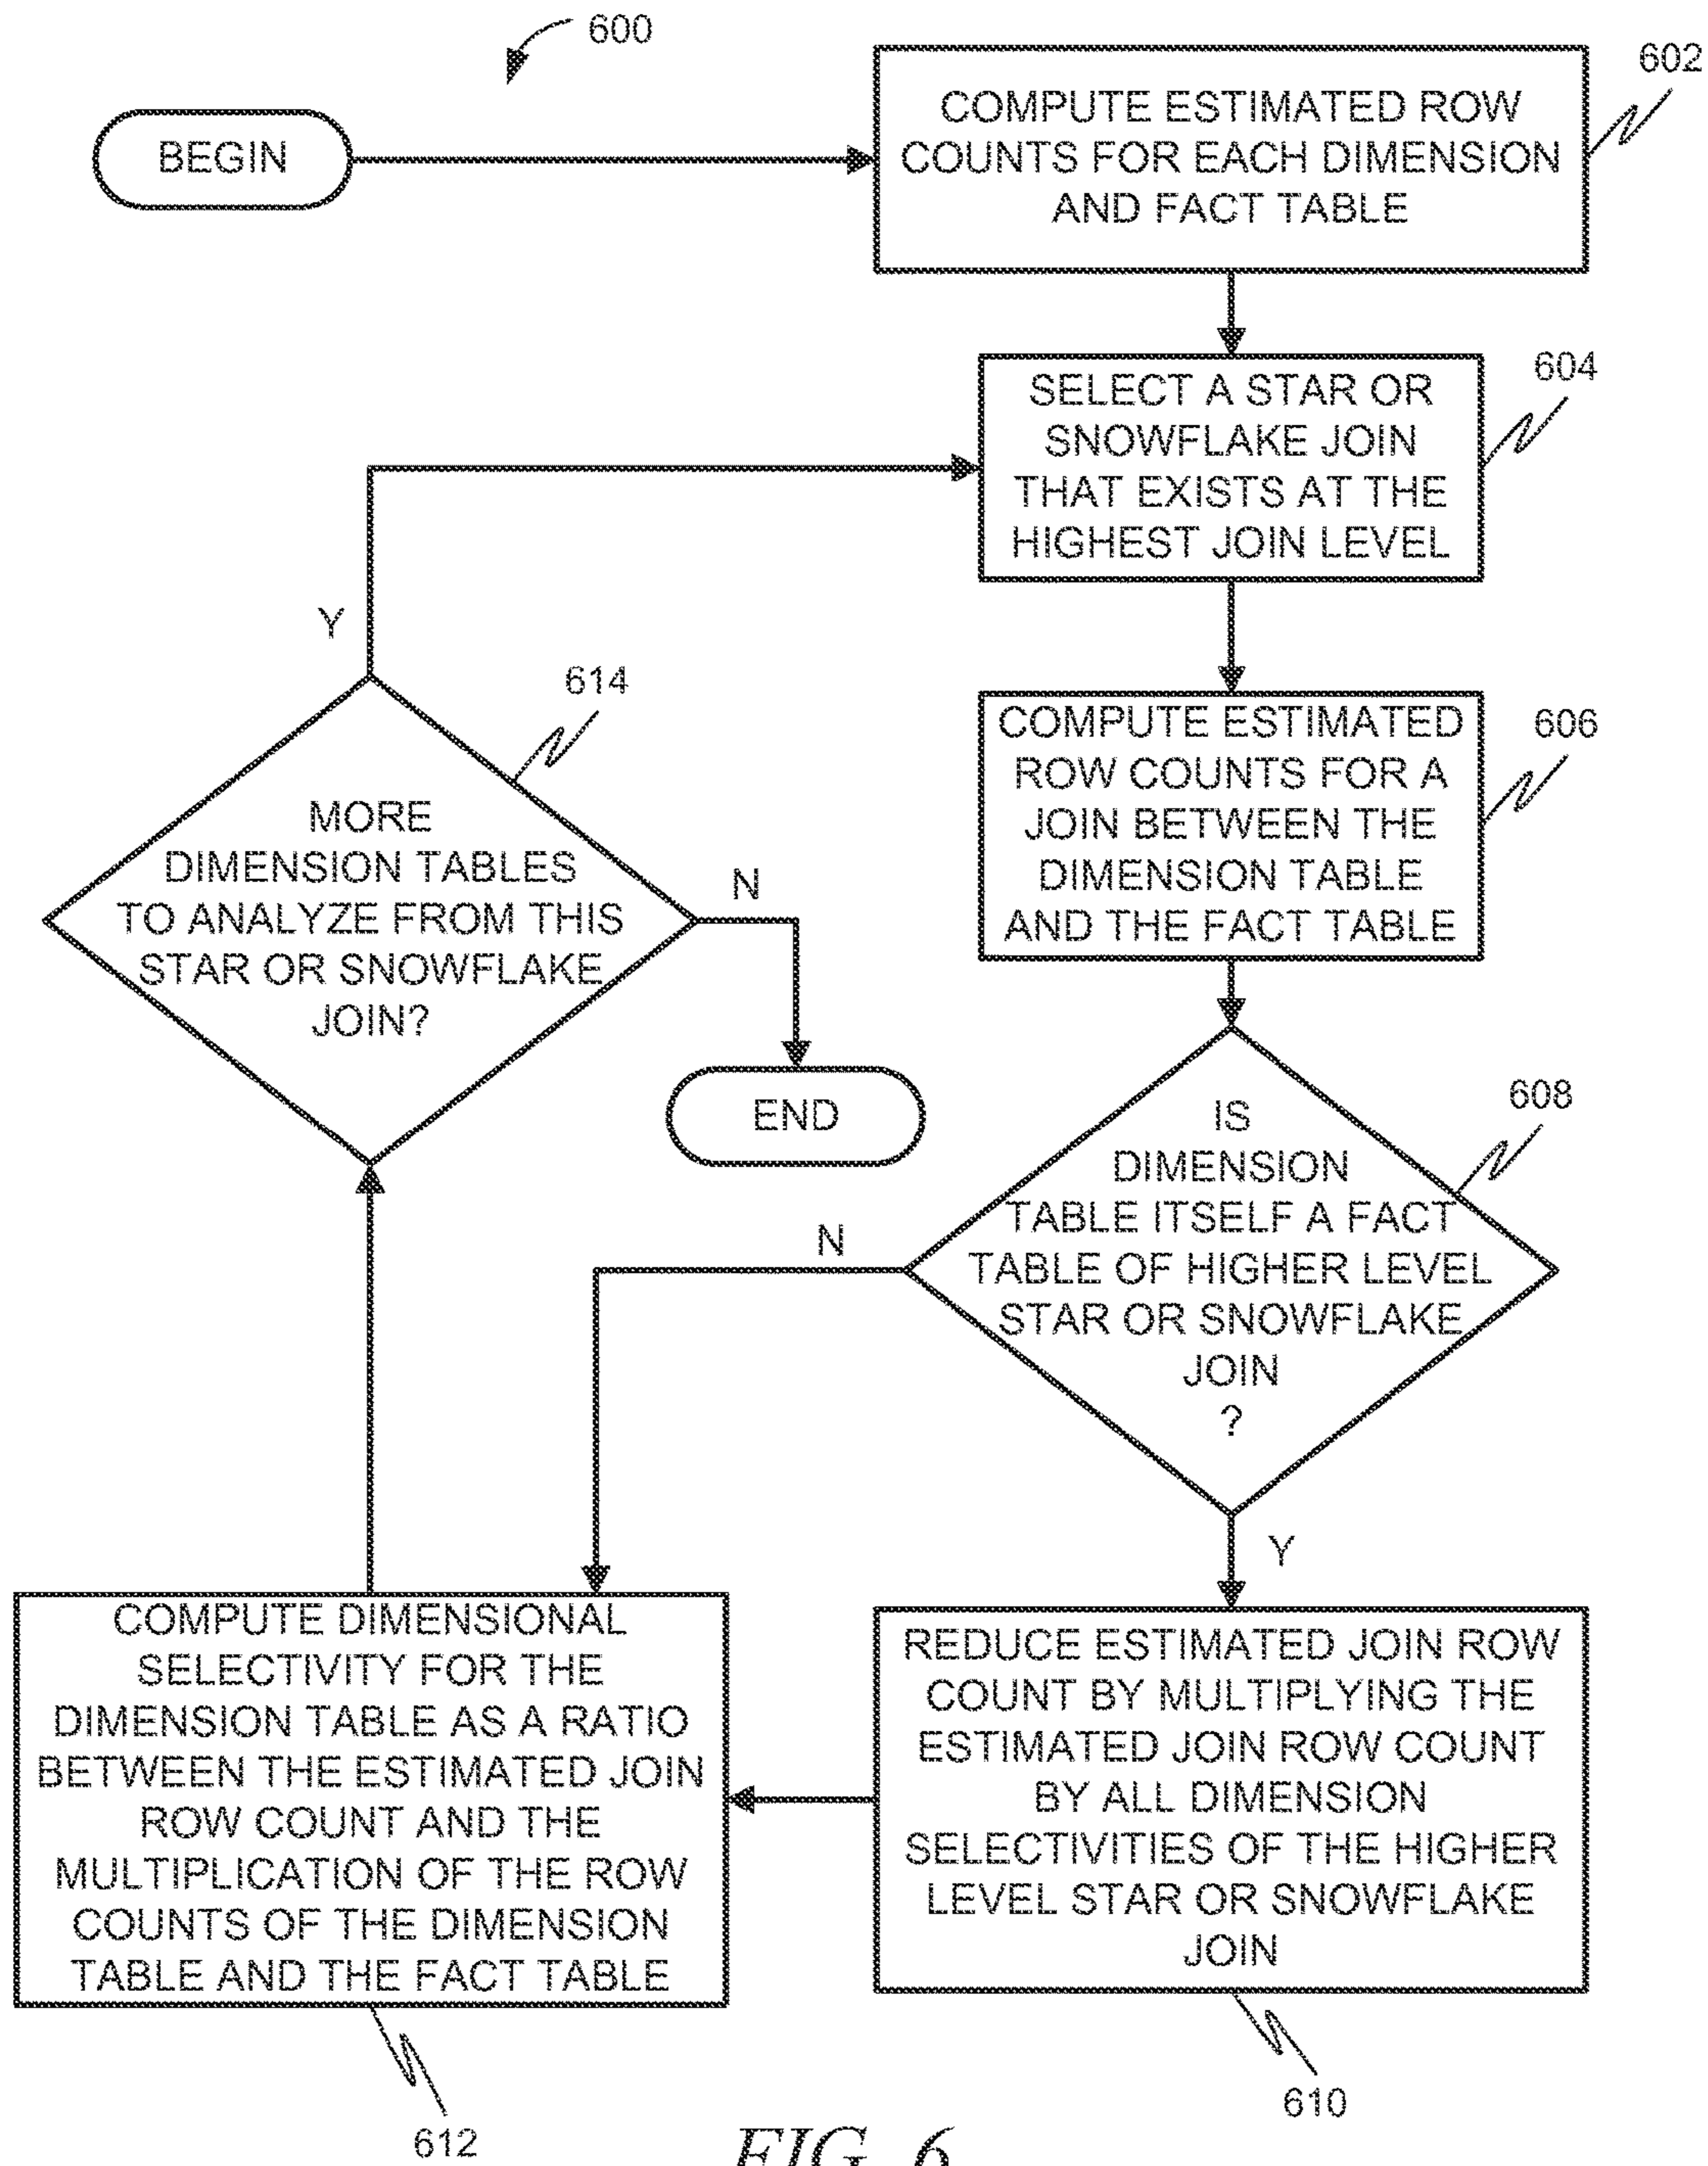 600
BEGIN
602
COMPUTE ESTIMATED ROW
COUNTS FOR EACH DIMENSION
AND FACT TABLE
604
SELECT A STAR OR
SNOWFLAKE JOIN
THAT EXISTS AT THE
HIGHEST JOIN LEVEL
Y
614
MORE
DIMENSION TABLES
TO ANALYZE FROM THIS
STAR OR SNOWFLAKE
JOIN?
N
END
606
COMPUTE ESTIMATED
ROW COUNTS FOR A
JOIN BETWEEN THE
DIMENSION TABLE
AND THE FACT TABLE
608
IS
DIMENSION
TABLE ITSELF A FACT
TABLE OF HIGHER LEVEL
STAR OR SNOWFLAKE
JOIN
?
N
Y
COMPUTE DIMENSIONAL
SELECTIVITY FOR THE
DIMENSION TABLE AS A RATIO
BETWEEN THE ESTIMATED JOIN
ROW COUNT AND THE
MULTIPLICATION OF THE ROW
COUNTS OF THE DIMENSION
TABLE AND THE FACT TABLE
612
REDUCE ESTIMATED JOIN ROW
COUNT BY MULTIPLYING THE
ESTIMATED JOIN ROW COUNT
BY ALL DIMENSION
SELECTIVITIES OF THE HIGHER
LEVEL STAR OR SNOWFLAKE
JOIN
610
FIG. 6